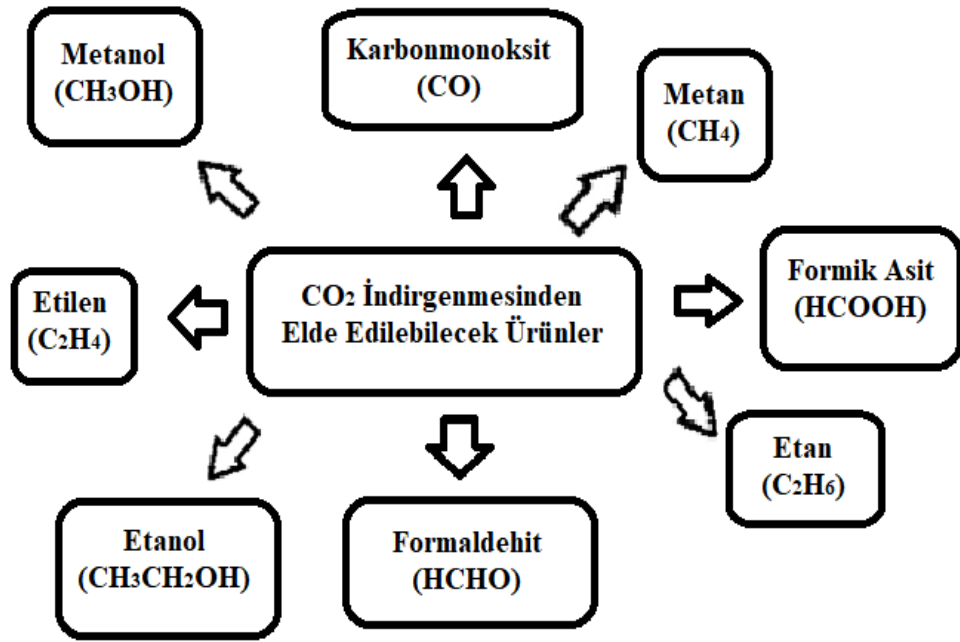 Metanol
(CH3OH)
Karbonmonoksit
(CO)
Metan
(CH4)
Etilen
(C2H4)
CO2 İndirgenmesinden
Elde Edilebilecek Ürünler
Formik Asit
(HCOOH)
Etan
(C2H6)
Etanol
(CH3CH2OH)
Formaldehit
(HCHO)